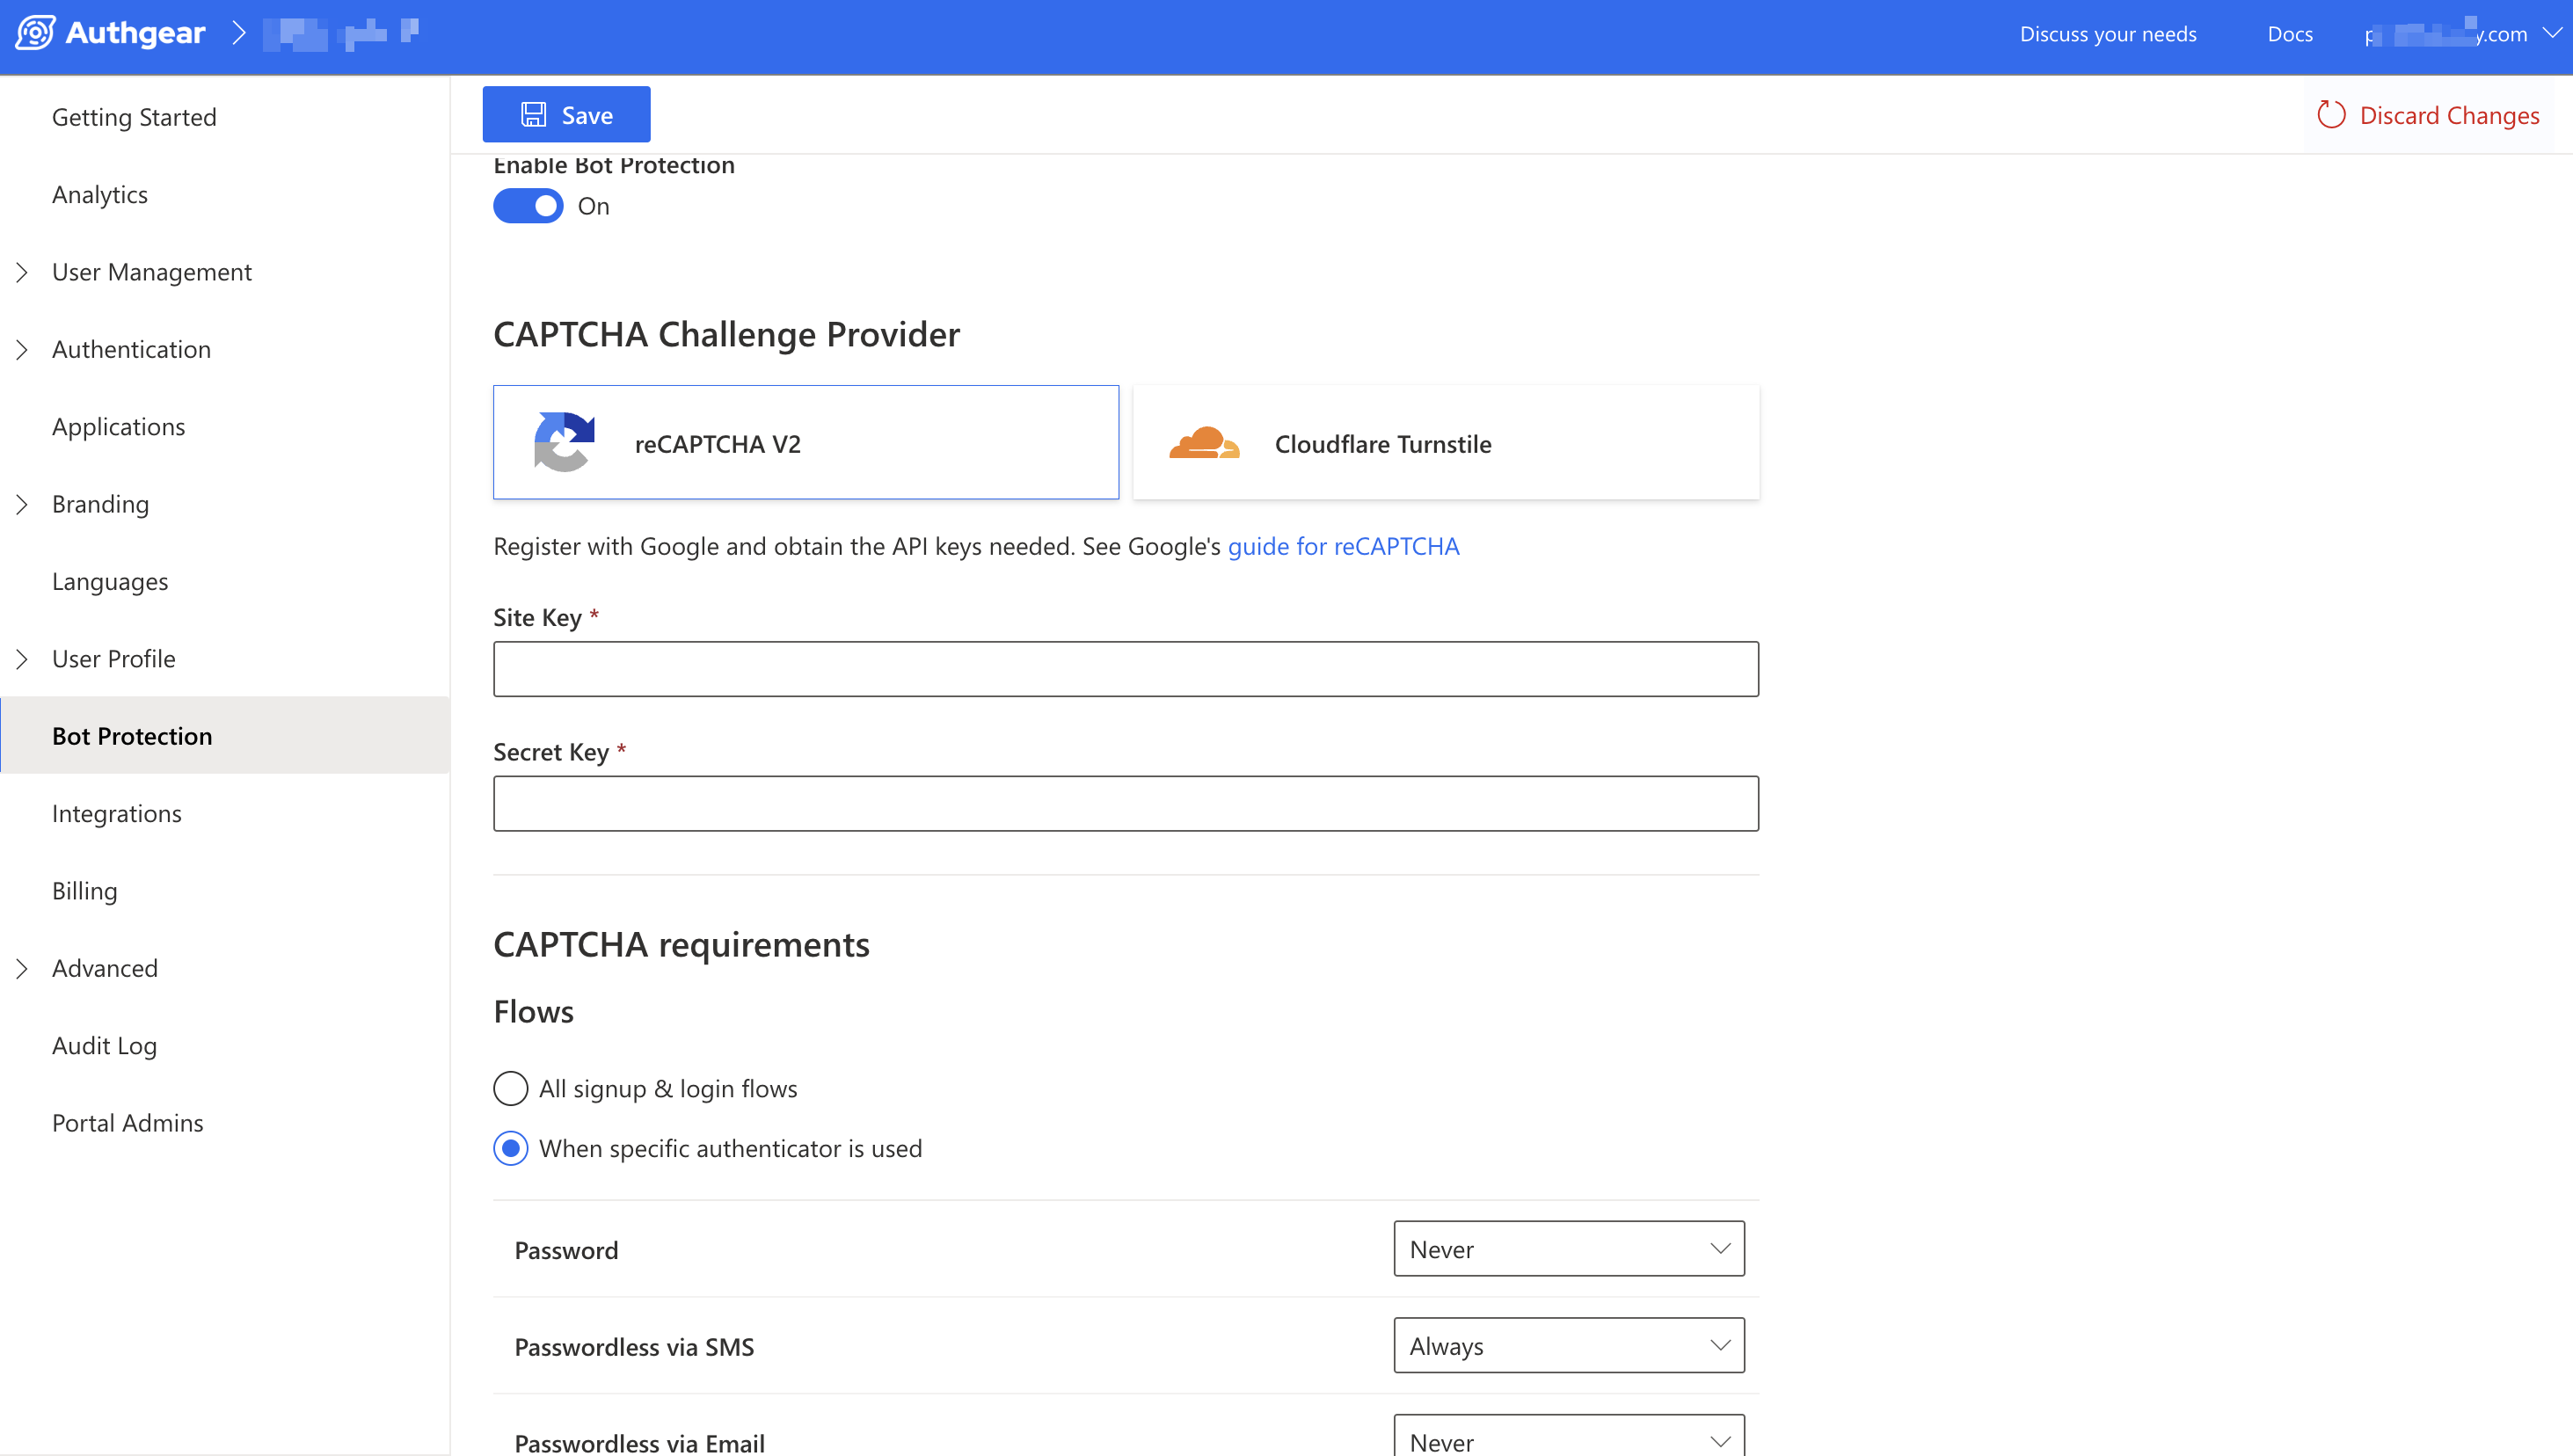 Authgear
Discuss your needs
Docs
y.com
Save
Discard Changes
Getting Started
Analytics
User Management
Authentication
Applications
Branding
Languages
User Profile
Bot Protection
Integrations
Billing
Advanced
Audit Log
Portal Admins
Enable Bot Protection
On
CAPTCHA Challenge Provider
reCAPTCHA V2
Cloudflare Turnstile
Register with Google and obtain the API keys needed. See Google's guide for reCAPTCHA
Site Key *
Secret Key *
CAPTCHA requirements
Flows
All signup & login flows
When specific authenticator is used
Password
Never
Passwordless via SMS
Always
Passwordless via Email
Never